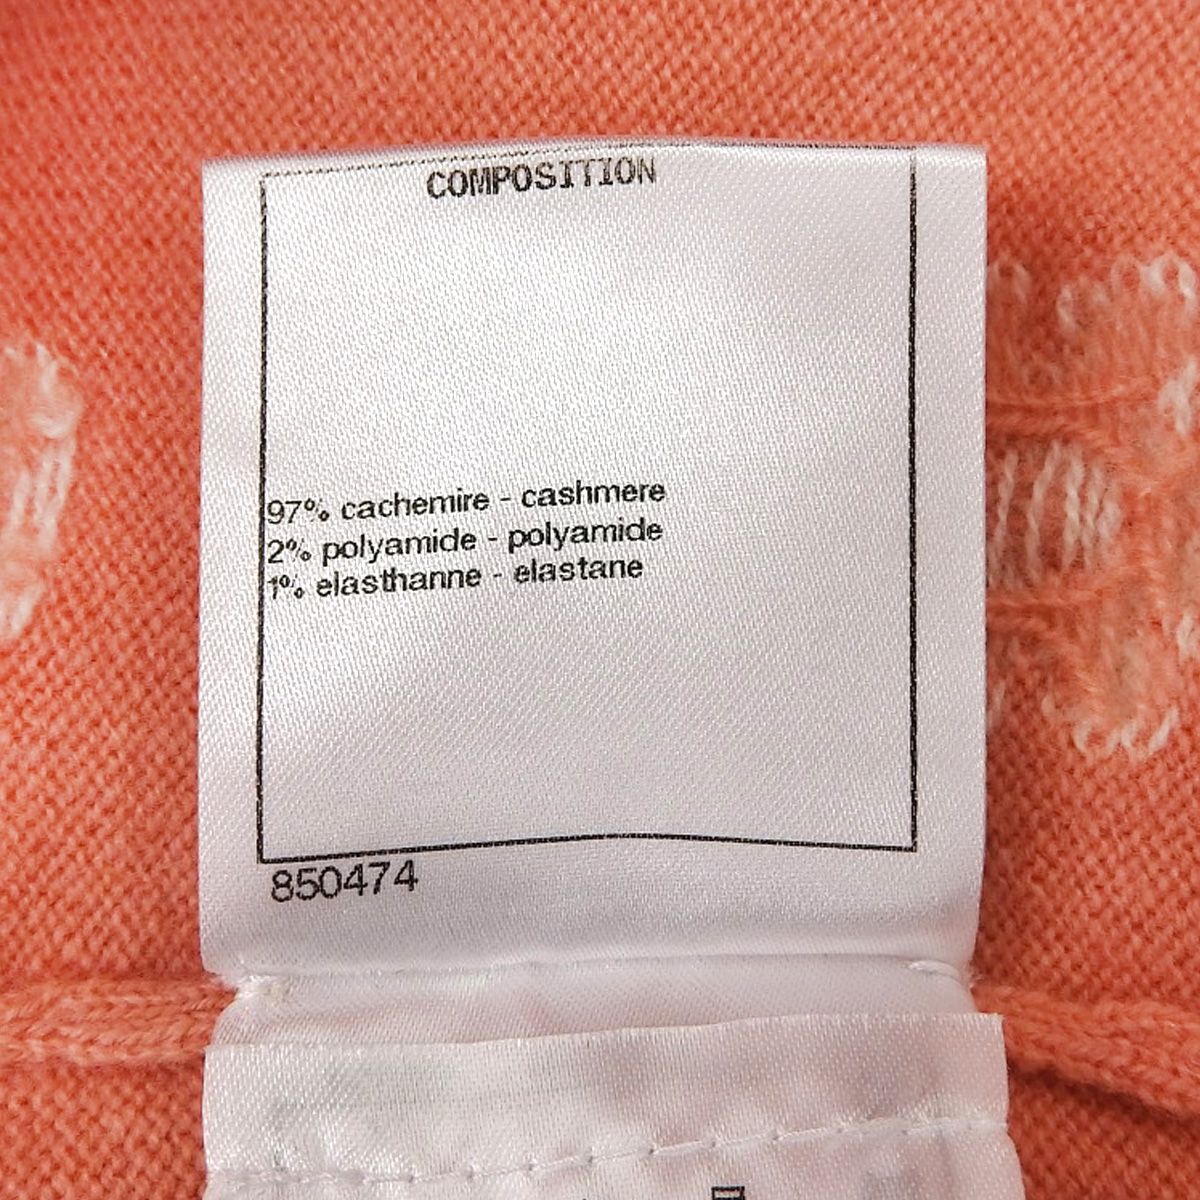 COMPOSITION
97% cachemire - cashmere
2% polyamide - polyamide
1% elasthanne - elastane
850474